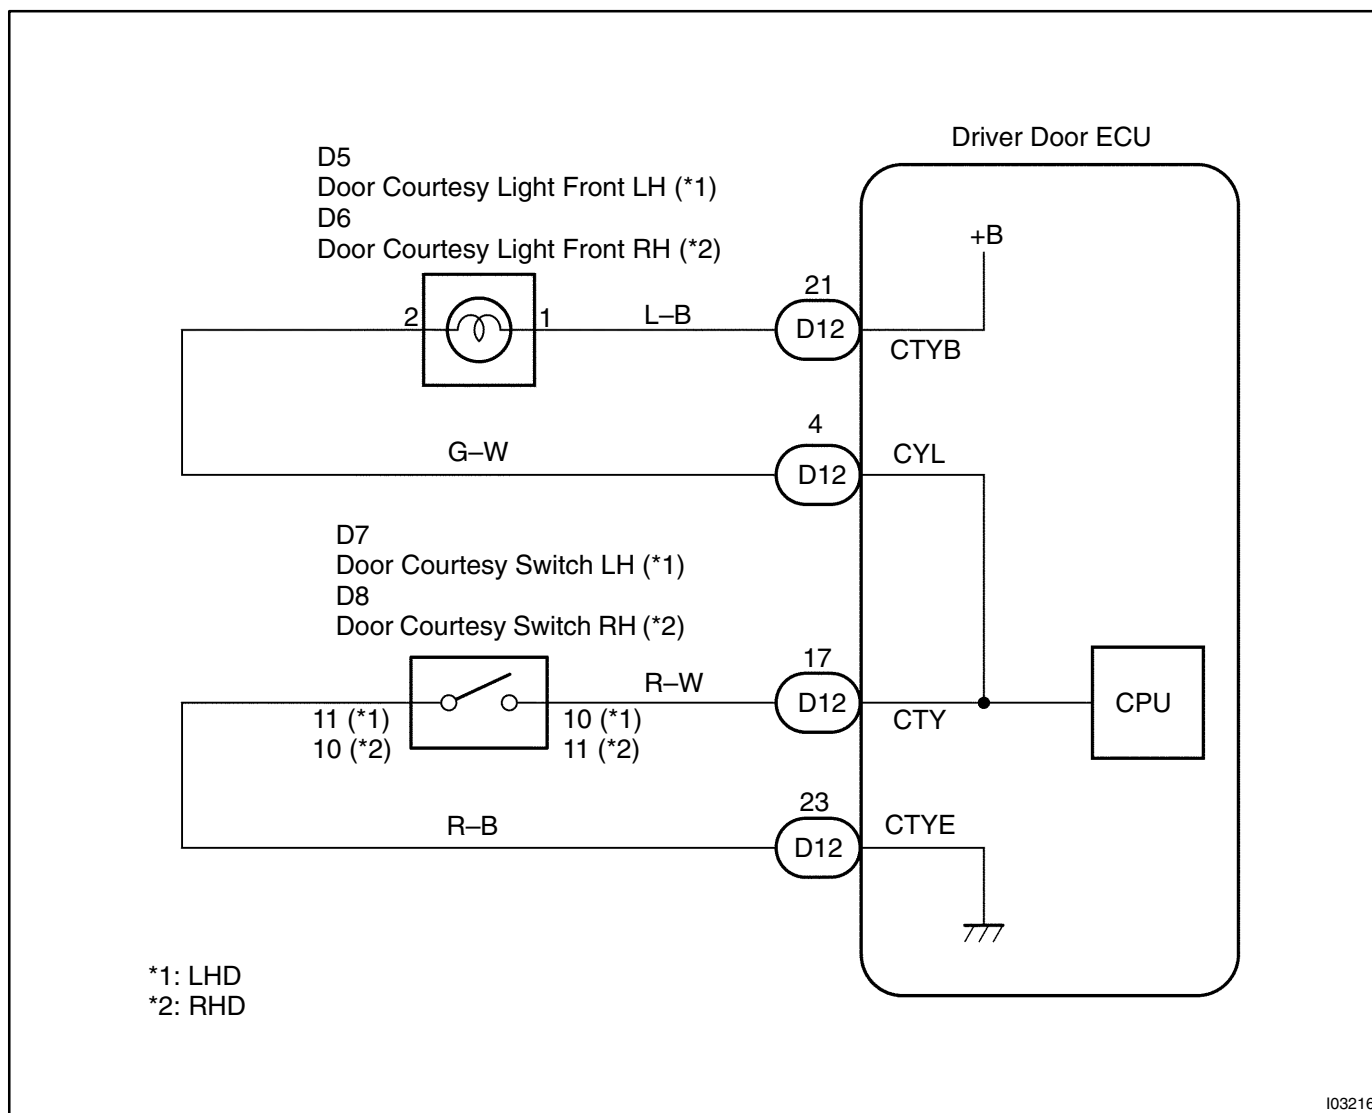 Driver Door ECU
D5
Door Courtesy Light Front LH (*1)
D6
Door Courtesy Light Front RH (*2)
+B
2
1
L–B
21
D12
CTYB
G–W
4
D12
CYL
D7
Door Courtesy Switch LH (*1)
D8
Door Courtesy Switch RH (*2)
11 (*1)
10 (*2)
10 (*1)
11 (*2)
R–W
17
D12
CTY
CPU
R–B
23
D12
CTYE
*1: LHD
*2: RHD
I03216